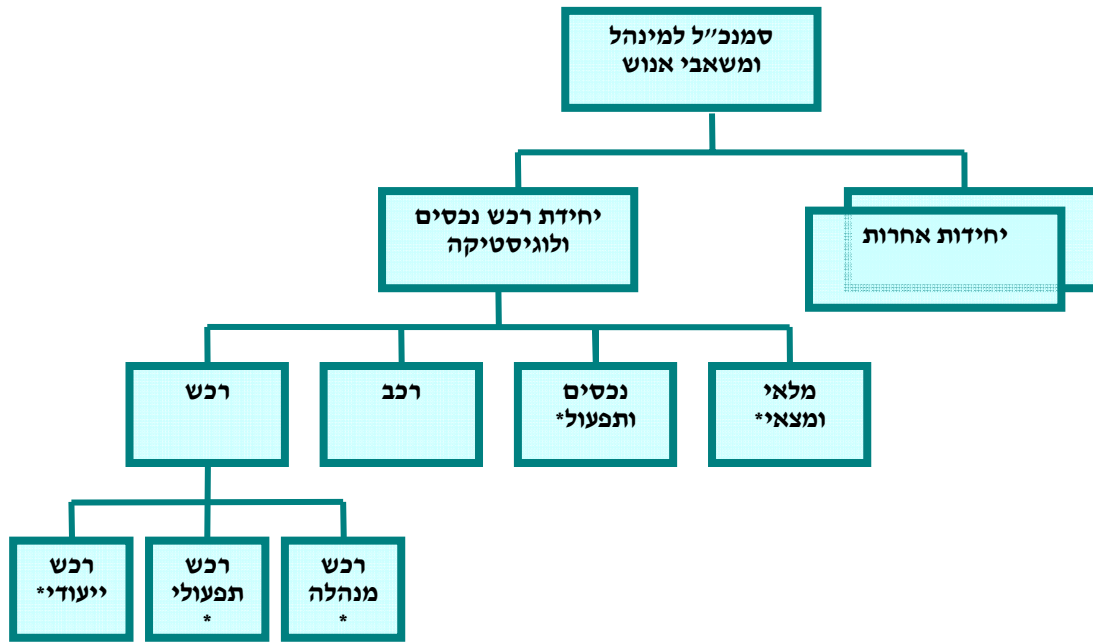 סמנכ״ל למינהל
ומשאבי אנוש
יחידות אחרות
יחידת רכש נכסים
ולוגיסטיקה
מלאי
ומצאי*
נכסים
ותפעול*
רכב
רכש
רכש
מנהלה
*
רכש
תפעולי
*
רכש
ייעודי*